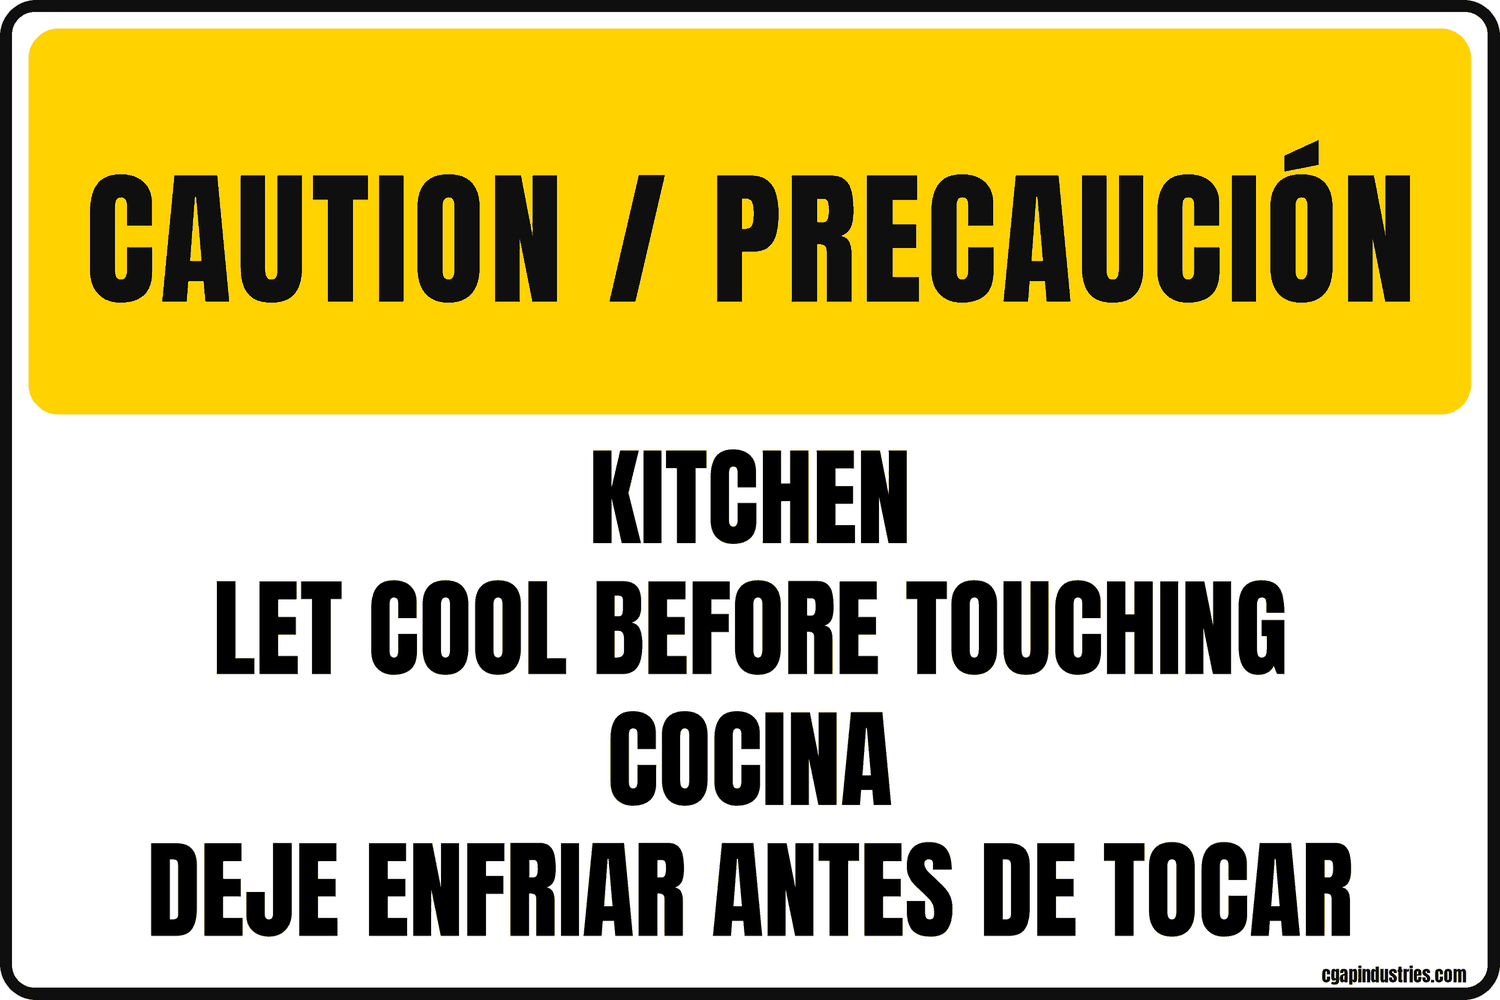 CAUTION / PRECAUCIÓN
KITCHEN
LET COOL BEFORE TOUCHING
COCINA
DEJE ENFRIAR ANTES DE TOCAR
cgapindustries.com